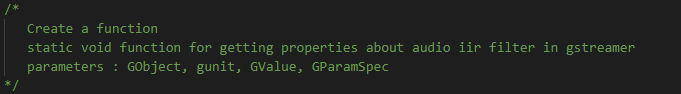 /*
Create a function
static void function for getting properties about audio iir filter in gstreamer
parameters : GObject, gunit, GValue, GParamSpec
*/